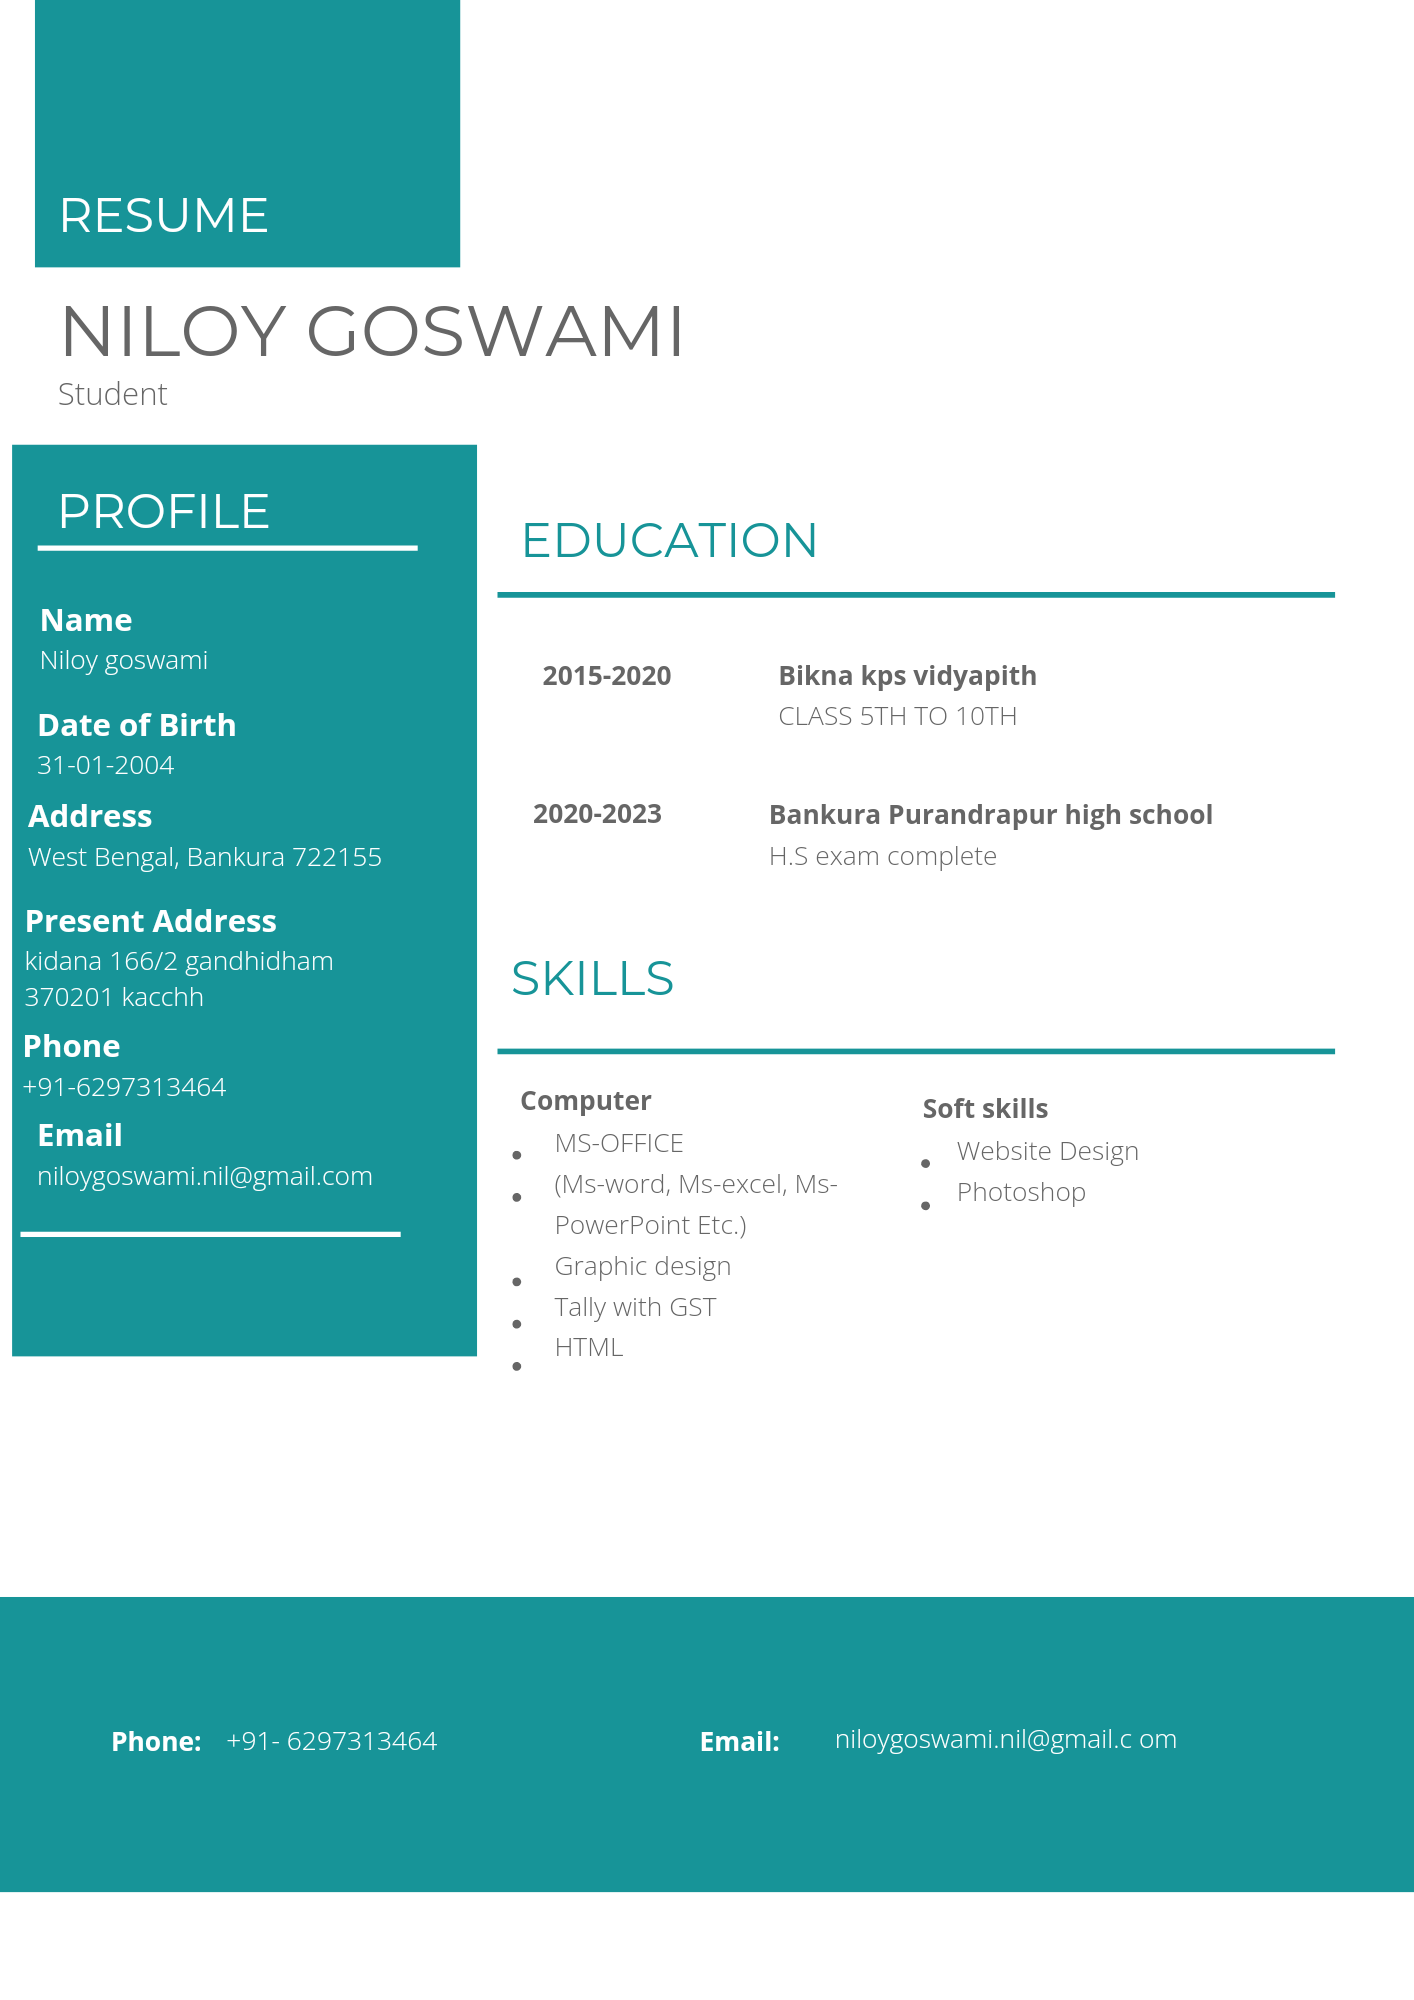 RESUME
NILOY GOSWAMI
Student
PROFILE
Name
Niloy goswami
Date of Birth
31-01-2004
Address
West Bengal, Bankura 722155
Present Address
kidana 166/2 gandhidham
370201 kacchh
Phone
+91-6297313464
Email
niloygoswami.nil@gmail.com
EDUCATION
2015-2020 Bikna kps vidyapith
CLASS 5TH TO 10TH
2020-2023 Bankura Purandrapur high school
H.S exam complete
SKILLS
Computer
MS-OFFICE
(Ms-word, Ms-excel, Ms-
PowerPoint Etc.)
Graphic design
Tally with GST
HTML
Soft skills
Website Design
Photoshop
Phone: +91- 6297313464
Email: niloygoswami.nil@gmail.c om